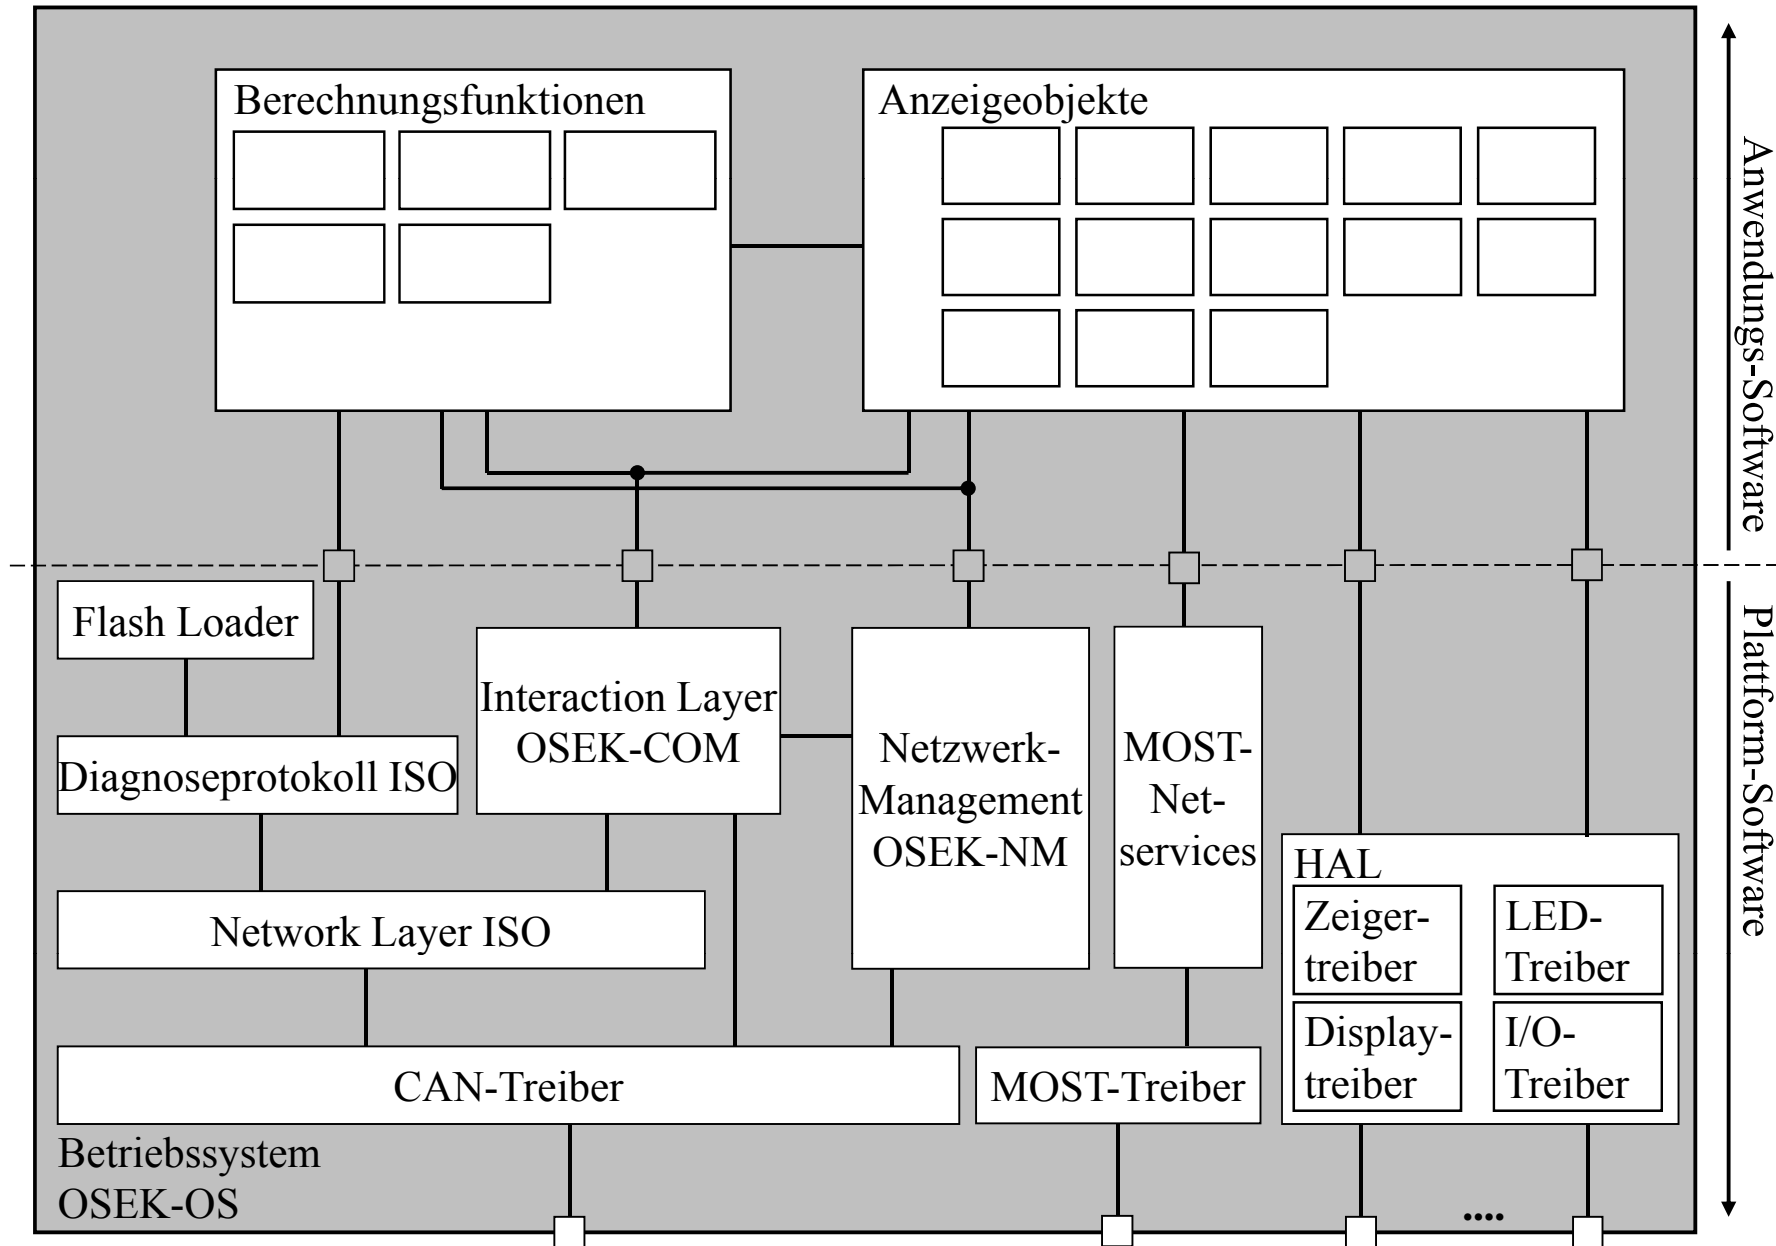 Berechnungsfunktionen
Anzeigeobjekte
Anwendungs-Software
Flash Loader
Diagnoseprotokoll ISO
Interaction Layer
OSEK-COM
Netzwerk-
Management
OSEK-NM
MOST-
Net-
services
Plattform-Software
HAL
Zeiger-
treiber
LED-
Treiber
Display-
treiber
I/O-
Treiber
Network Layer ISO
CAN-Treiber
MOST-Treiber
Betriebssystem
OSEK-OS
....